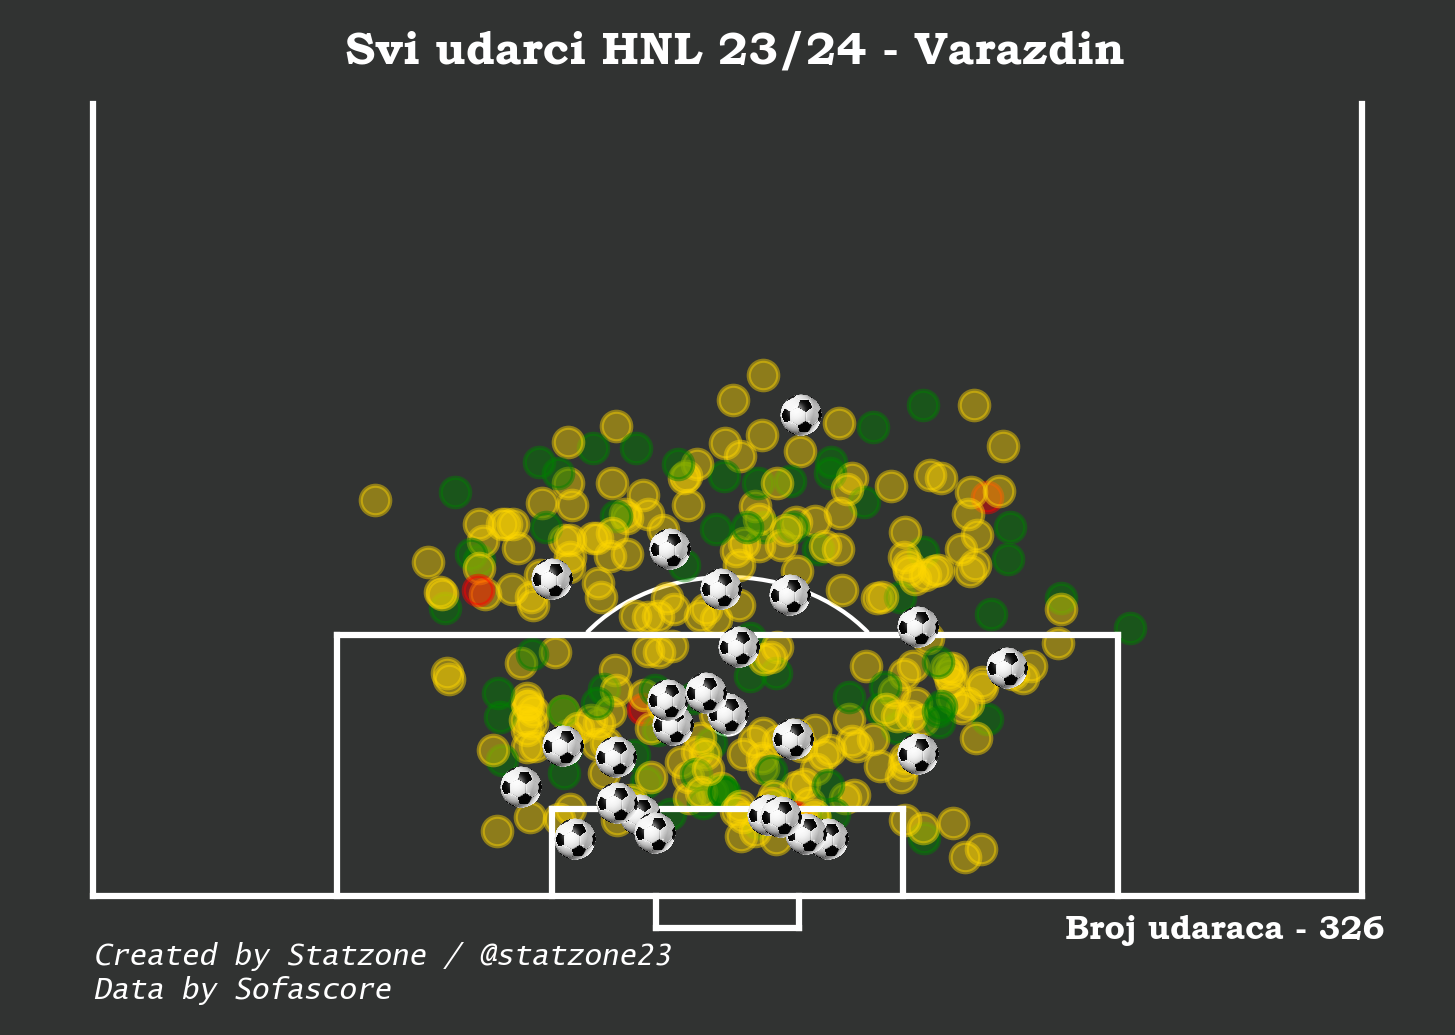 Svi udarci HNL 23/24 - Varazdin
Broj udaraca - 326
Created by Statzone / @statzone23
Data by Sofascore